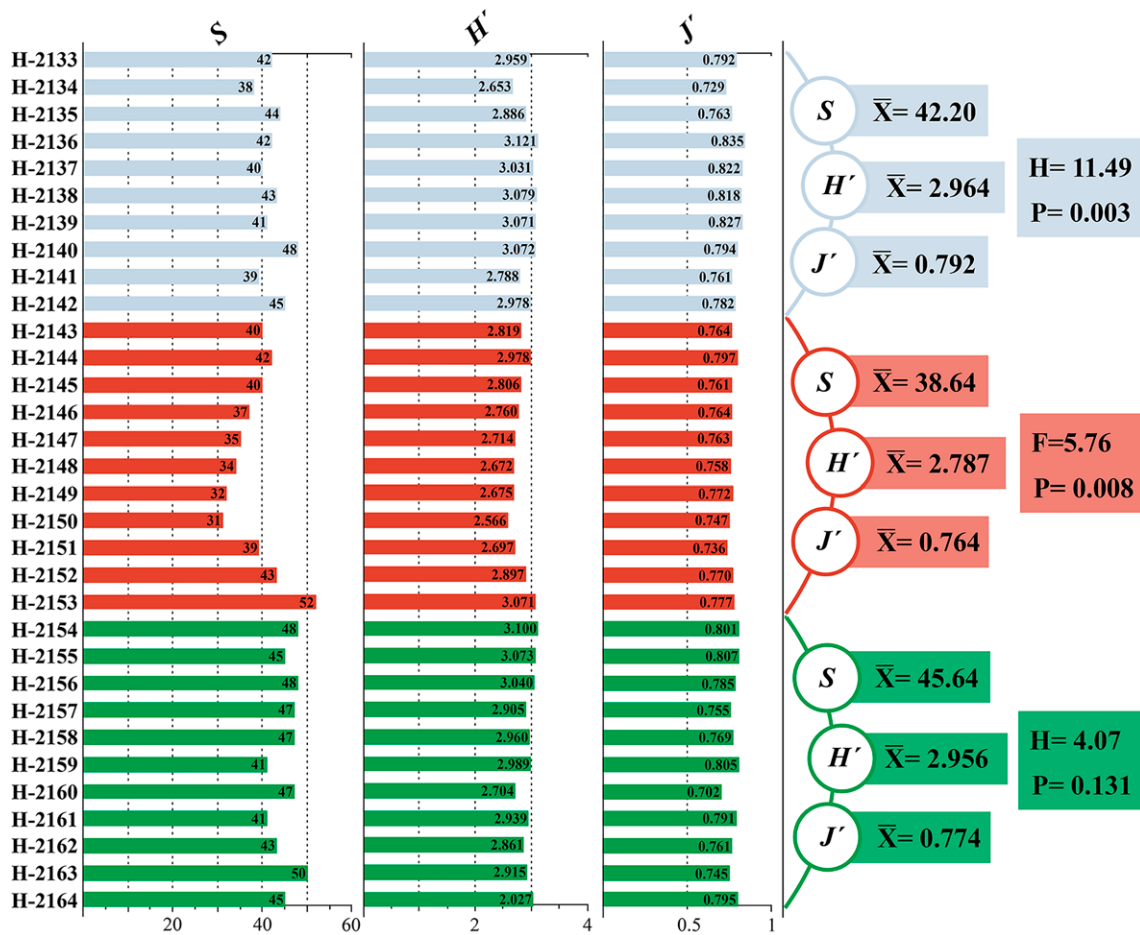 S H´ J´
H-2133 42 2.959 0.792
H-2134 38 2.653 0.729
H-2135 44 2.886 0.763
H-2136 42 3.121 0.835
H-2137 40 3.031 0.822
H-2138 43 3.079 0.818
H-2139 41 3.071 0.827
H-2140 48 3.072 0.794
H-2141 39 2.788 0.761
H-2142 45 2.978 0.782
H-2143 40 2.819 0.764
H-2144 42 2.978 0.797
H-2145 40 2.806 0.761
H-2146 37 2.760 0.764
H-2147 35 2.714 0.763
H-2148 34 2.672 0.758
H-2149 32 2.675 0.772
H-2150 31 2.566 0.747
H-2151 39 2.697 0.736
H-2152 43 2.897 0.770
H-2153 52 3.071 0.777
H-2154 48 3.100 0.801
H-2155 45 3.073 0.807
H-2156 48 3.040 0.785
H-2157 47 2.905 0.755
H-2158 47 2.960 0.769
H-2159 41 2.989 0.805
H-2160 47 2.704 0.702
H-2161 41 2.939 0.791
H-2162 43 2.861 0.761
H-2163 50 2.915 0.745
H-2164 45 2.027 0.795
20 40 60 2 4 0.5 1
S X̅= 42.20
H´ X̅= 2.964
J´ X̅= 0.792
H= 11.49
P= 0.003
S X̅= 38.64
H´ X̅= 2.787
J´ X̅= 0.764
F=5.76
P= 0.008
S X̅= 45.64
H´ X̅= 2.956
J´ X̅= 0.774
H= 4.07
P= 0.131